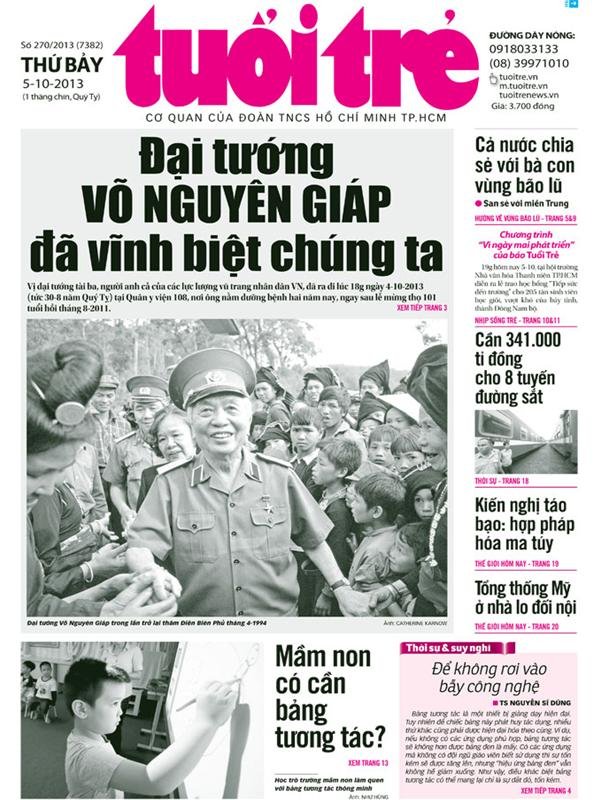 Số 270/2013 (7382)
THỨ BẢY
5-10-2013
(1 tháng chín, Quý Tỵ)
tuổi trẻ
CƠ QUAN CỦA ĐOÀN TNCS HỒ CHÍ MINH TP.HCM
ĐƯỜNG DÂY NÓNG:
0918033133
(08) 39971010
tuoitre.vn
m.tuoitre.vn
tuoitrenews.vn
Giá: 3.700 đồng
Đại tướng
VÕ NGUYÊN GIÁP
đã vĩnh biệt chúng ta
Vị đại tướng tài ba, người anh cả của các lực lượng vũ trang nhân dân VN, đã ra đi lúc 18g ngày 4-10-2013
(tức 30-8 năm Quý Tỵ) tại Quân y viện 108, nơi ông nằm dưỡng bệnh hai năm nay, ngay sau lễ mừng thọ 101
tuổi hồi tháng 8-2011.
XEM TIẾP TRANG 3
Đại tướng Võ Nguyên Giáp trong lần trở lại thăm Điện Biên Phủ tháng 4-1994
Ảnh: CATHERINE KARNOW
Cả nước chia
sẻ với bà con
vùng bão lũ
● San sẻ với miền Trung
HƯỚNG VỀ VÙNG BÃO LŨ - TRANG 5&9
Chương trình
"Vì ngày mai phát triển"
của báo Tuổi Trẻ
19g hôm nay 5-10, tại hội trường
Nhà văn hóa Thanh niên TP.HCM
diễn ra lễ trao học bổng "Tiếp sức
đến trường" cho 205 tân sinh viên
học giỏi, vượt khó của bảy tỉnh,
thành Đông Nam bộ.
NHỊP SỐNG TRẺ - TRANG 10&11
Cần 341.000
tỉ đồng
cho 8 tuyến
đường sắt
THỜI SỰ - TRANG 18
Kiến nghị táo
bạo: hợp pháp
hóa ma túy
THẾ GIỚI HÔM NAY - TRANG 19
Tổng thống Mỹ
ở nhà lo đối nội
THẾ GIỚI HÔM NAY - TRANG 20
Mầm non
có cần
bảng
tương tác?
XEM TRANG 13
Học trò trường mầm non làm quen
với bảng tương tác thông minh
Ảnh: NHƯ HÙNG
Thời sự & suy nghĩ
Để không rơi vào
bẫy công nghệ
■ TS NGUYỄN SĨ DŨNG
Bảng tương tác là một thiết bị giảng dạy hiện đại.
Tuy nhiên để chiếc bảng này phát huy tác dụng, nhiều
thứ khác cũng phải được hiện đại hóa theo cùng. Ví dụ,
nếu không có các ứng dụng phù hợp, bảng tương tác
sẽ không hơn được bảng đen là mấy. Có các ứng dụng
mà không có đội ngũ giáo viên biết sử dụng thì sự tốn
kém sẽ được tăng lên, nhưng "hiệu ứng bảng đen" vẫn
không hề giảm xuống. Như vậy, điều khác biệt bảng
tương tác có thể mang lại chỉ là sự đắt đỏ, tốn kém.
XEM TIẾP TRANG 4